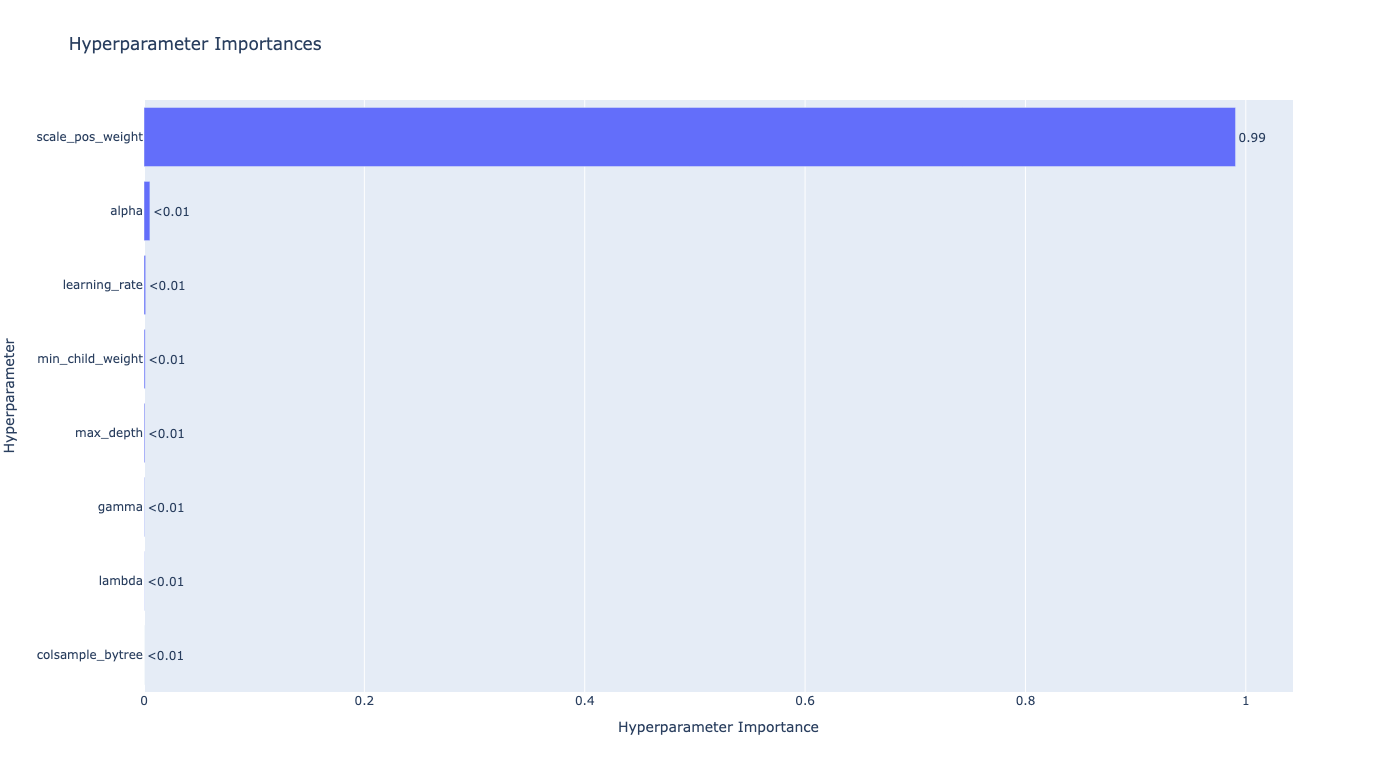 Hyperparameter Importances
Hyperparameter
scale_pos_weight 0.99
alpha <0.01
learning_rate <0.01
min_child_weight <0.01
max_depth <0.01
gamma <0.01
lambda <0.01
colsample_bytree <0.01
0 0.2 0.4 0.6 0.8 1
Hyperparameter Importance